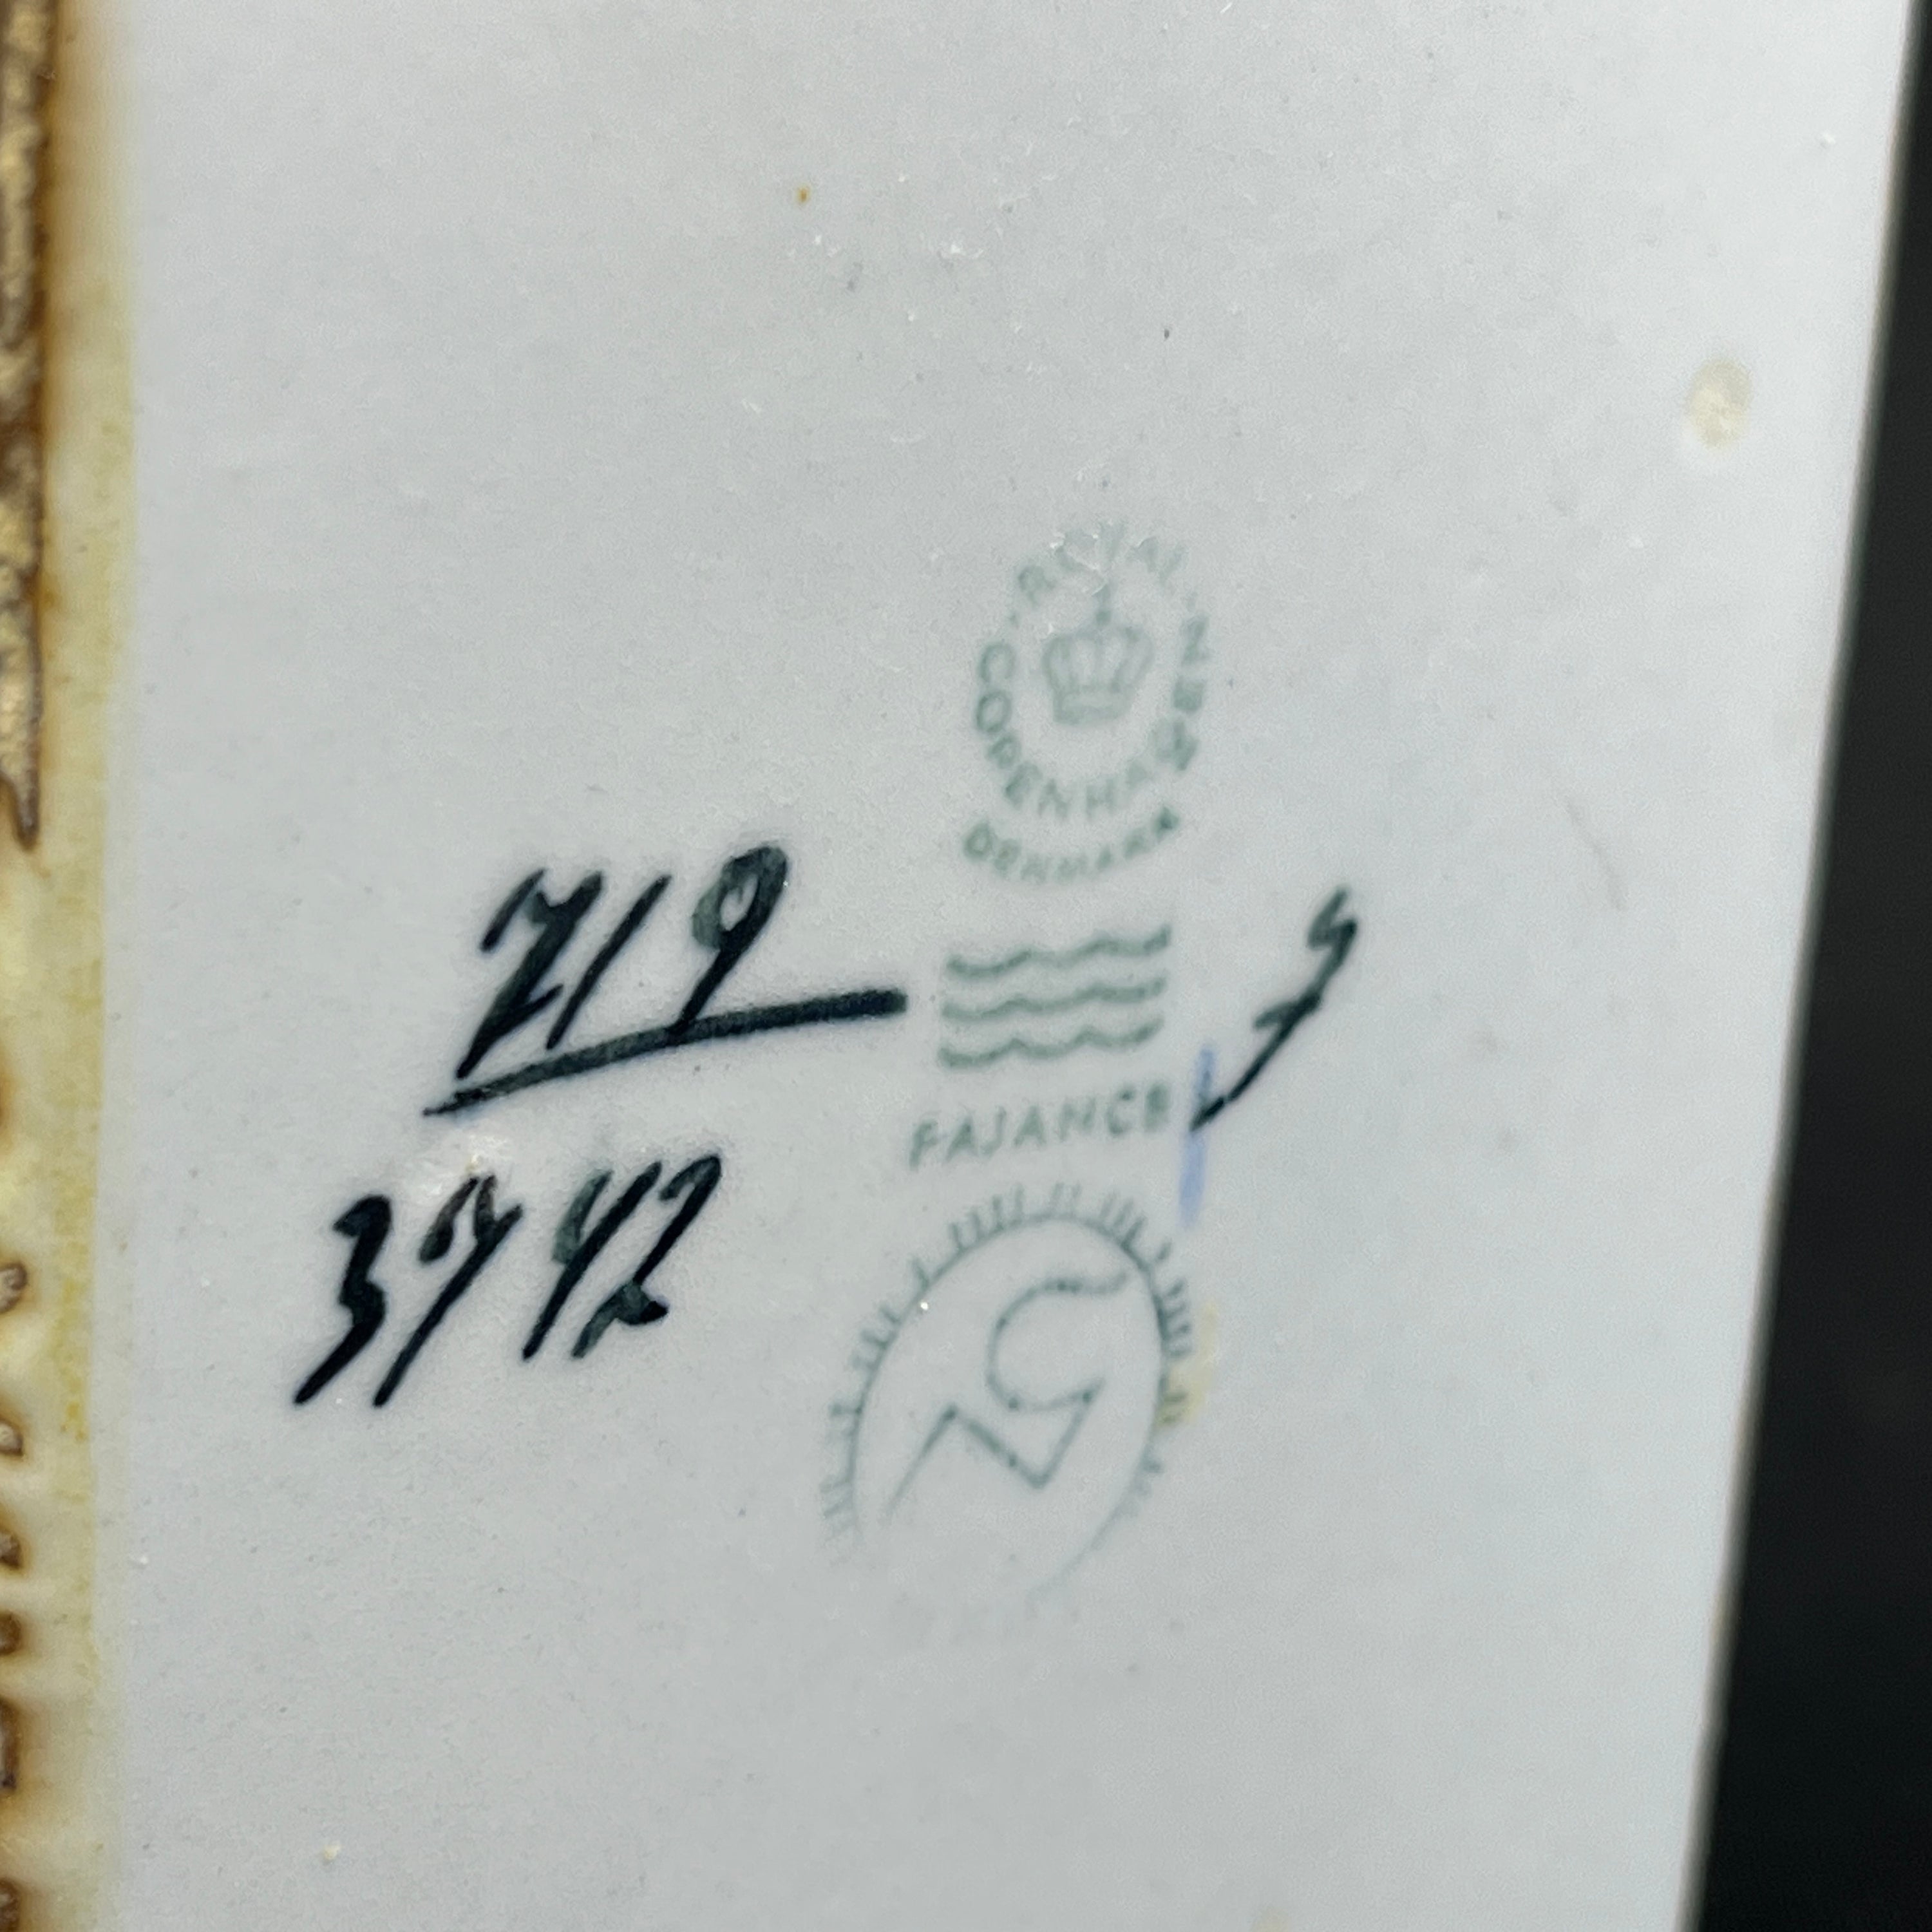 ROYAL
COPENHAGEN
DENMARK
719
3742
FAJANCE